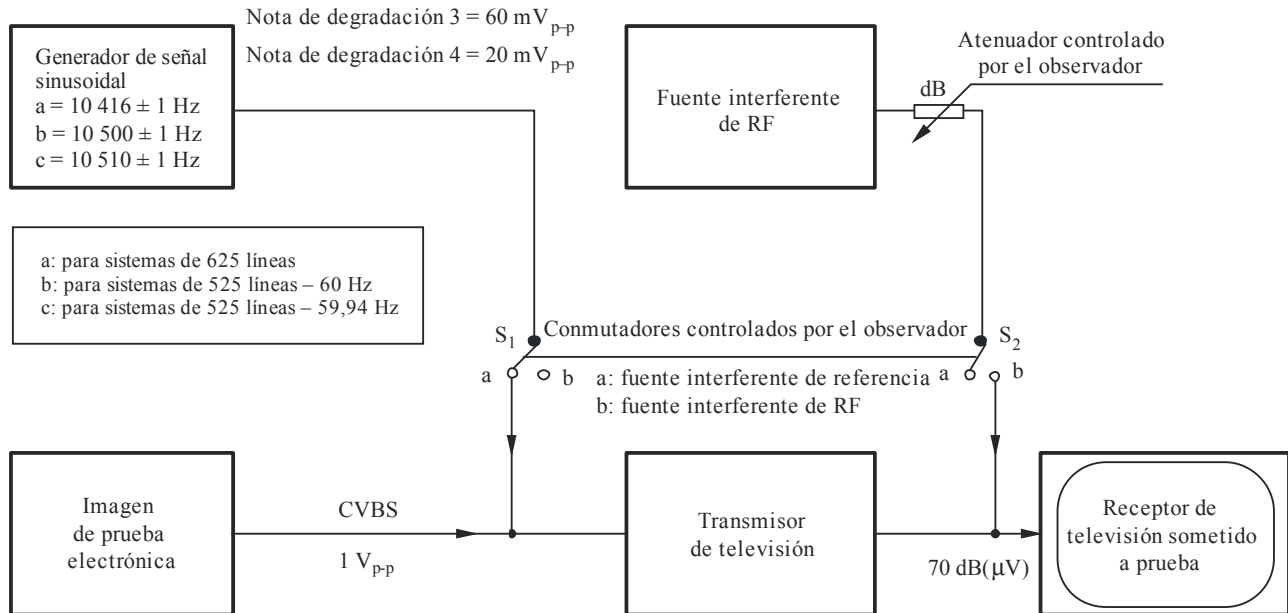 Nota de degradación 3 = 60 mVp–p
Nota de degradación 4 = 20 mVp–p
Generador de señal
sinusoidal
a = 10 416 ± 1 Hz
b = 10 500 ± 1 Hz
c = 10 510 ± 1 Hz
Fuente interferente
de RF
dB
Atenuador controlado
por el observador
a: para sistemas de 625 líneas
b: para sistemas de 525 líneas – 60 Hz
c: para sistemas de 525 líneas – 59,94 Hz
S1
Conmutadores controlados por el observador
S2
a
b
a: fuente interferente de referencia
b: fuente interferente de RF
a
b
Imagen
de prueba
electrónica
CVBS
1 Vp-p
Transmisor
de televisión
70 dB(µV)
Receptor de
televisión sometido
a prueba